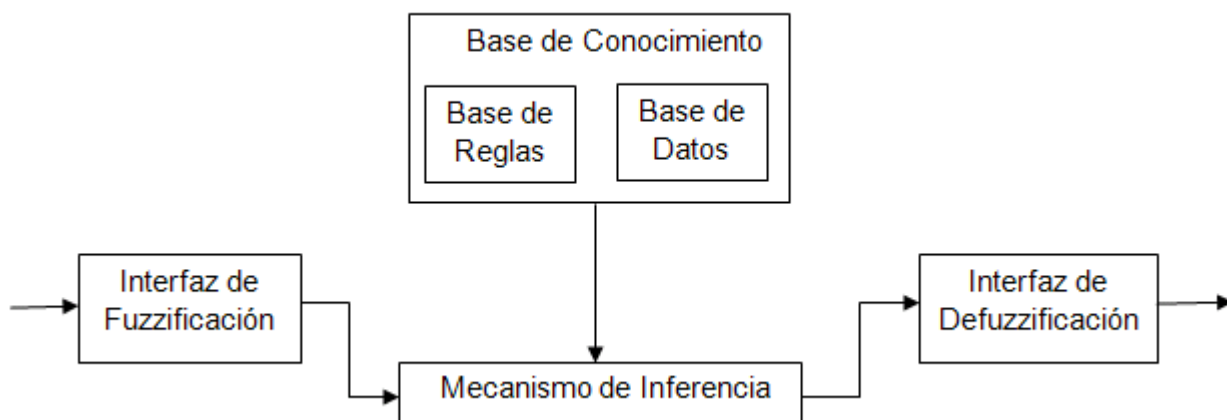 Base de Conocimiento
Base de
Reglas
Base de
Datos
Interfaz de
Fuzzificación
Mecanismo de Inferencia
Interfaz de
Defuzzificación